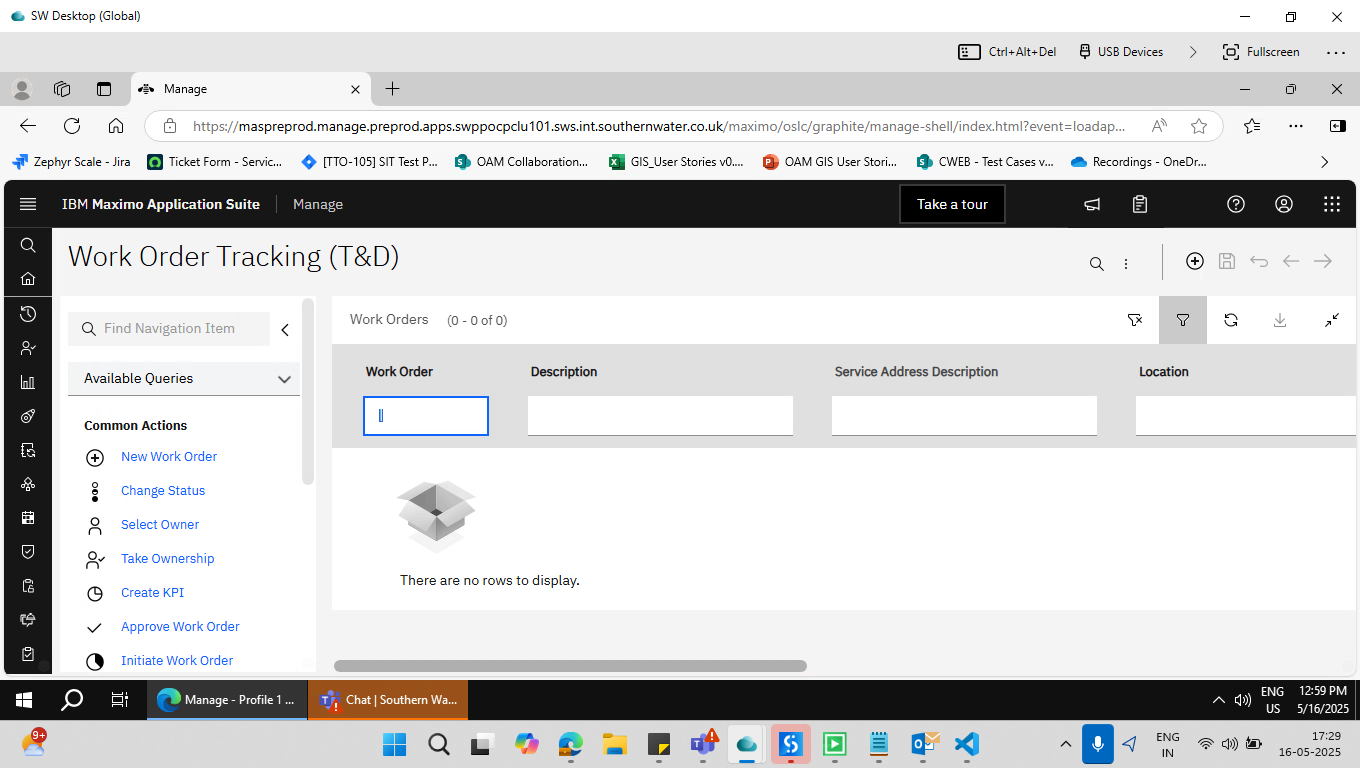 SW Desktop (Global)
Ctrl+Alt+Del
USB Devices
Fullscreen
Manage
https://maspreprod.manage.preprod.apps.swppocpclu101.sws.int.southernwater.co.uk/maximo/oslc/graphite/manage-shell/index.html?event=loadap...
Zephyr Scale - Jira
Ticket Form - Servic...
[TTO-105] SIT Test P...
OAM Collaboration...
GIS_User Stories v0....
OAM GIS User Stori...
CWEB - Test Cases v...
Recordings - OneDr...
IBM Maximo Application Suite
Manage
Take a tour
Work Order Tracking (T&D)
Find Navigation Item
Available Queries
Common Actions
New Work Order
Change Status
Select Owner
Take Ownership
Create KPI
Approve Work Order
Initiate Work Order
Work Orders (0 - 0 of 0)
Work Order
Description
Service Address Description
Location
There are no rows to display.
Manage - Profile 1 ...
Chat | Southern Wa...
ENG
US
12:59 PM
5/16/2025
9+
ENG
IN
17:29
16-05-2025